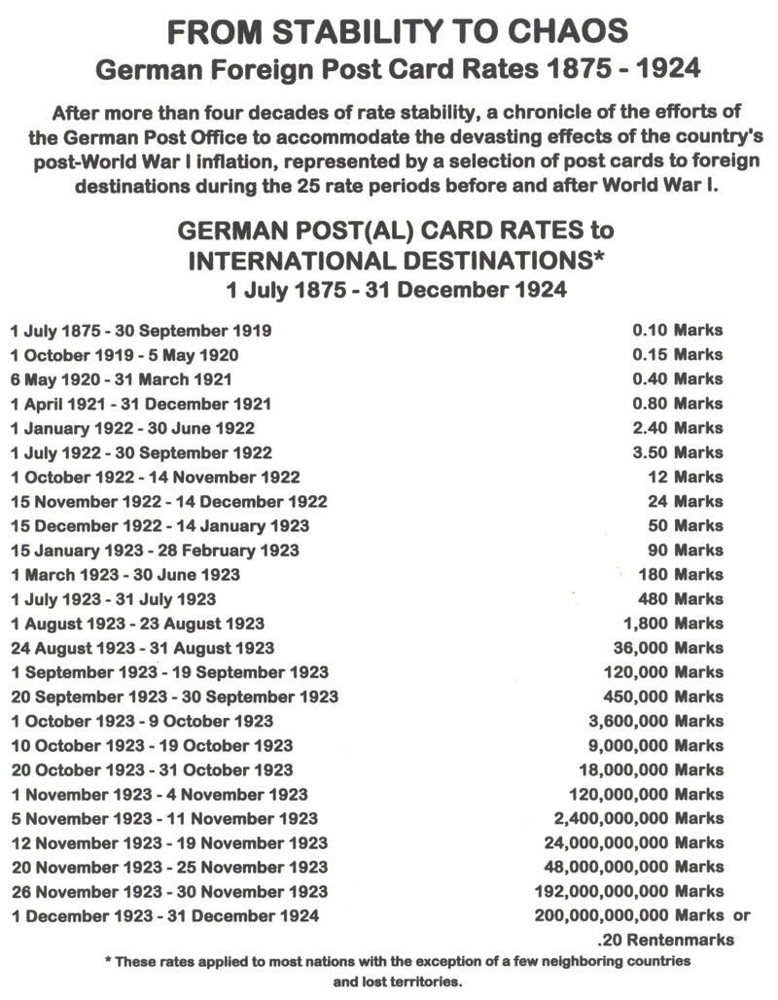 FROM STABILITY TO CHAOS
German Foreign Post Card Rates 1875 - 1924
After more than four decades of rate stability, a chronicle of the efforts of
the German Post Office to accommodate the devasting effects of the country's
post-World War I inflation, represented by a selection of post cards to foreign
destinations during the 25 rate periods before and after World War I.
GERMAN POST(AL) CARD RATES to
INTERNATIONAL DESTINATIONS*
1 July 1875 - 31 December 1924
1 July 1875 - 30 September 1919 0.10 Marks
1 October 1919 - 5 May 1920 0.15 Marks
6 May 1920 - 31 March 1921 0.40 Marks
1 April 1921 - 31 December 1921 0.80 Marks
1 January 1922 - 30 June 1922 2.40 Marks
1 July 1922 - 30 September 1922 3.50 Marks
1 October 1922 - 14 November 1922 12 Marks
15 November 1922 - 14 December 1922 24 Marks
15 December 1922 - 14 January 1923 50 Marks
15 January 1923 - 28 February 1923 90 Marks
1 March 1923 - 30 June 1923 180 Marks
1 July 1923 - 31 July 1923 480 Marks
1 August 1923 - 23 August 1923 1,800 Marks
24 August 1923 - 31 August 1923 36,000 Marks
1 September 1923 - 19 September 1923 120,000 Marks
20 September 1923 - 30 September 1923 450,000 Marks
1 October 1923 - 9 October 1923 3,600,000 Marks
10 October 1923 - 19 October 1923 9,000,000 Marks
20 October 1923 - 31 October 1923 18,000,000 Marks
1 November 1923 - 4 November 1923 120,000,000 Marks
5 November 1923 - 11 November 1923 2,400,000,000 Marks
12 November 1923 - 19 November 1923 24,000,000,000 Marks
20 November 1923 - 25 November 1923 48,000,000,000 Marks
26 November 1923 - 30 November 1923 192,000,000,000 Marks
1 December 1923 - 31 December 1924 200,000,000,000 Marks or
.20 Rentenmarks
* These rates applied to most nations with the exception of a few neighboring countries
and lost territories.